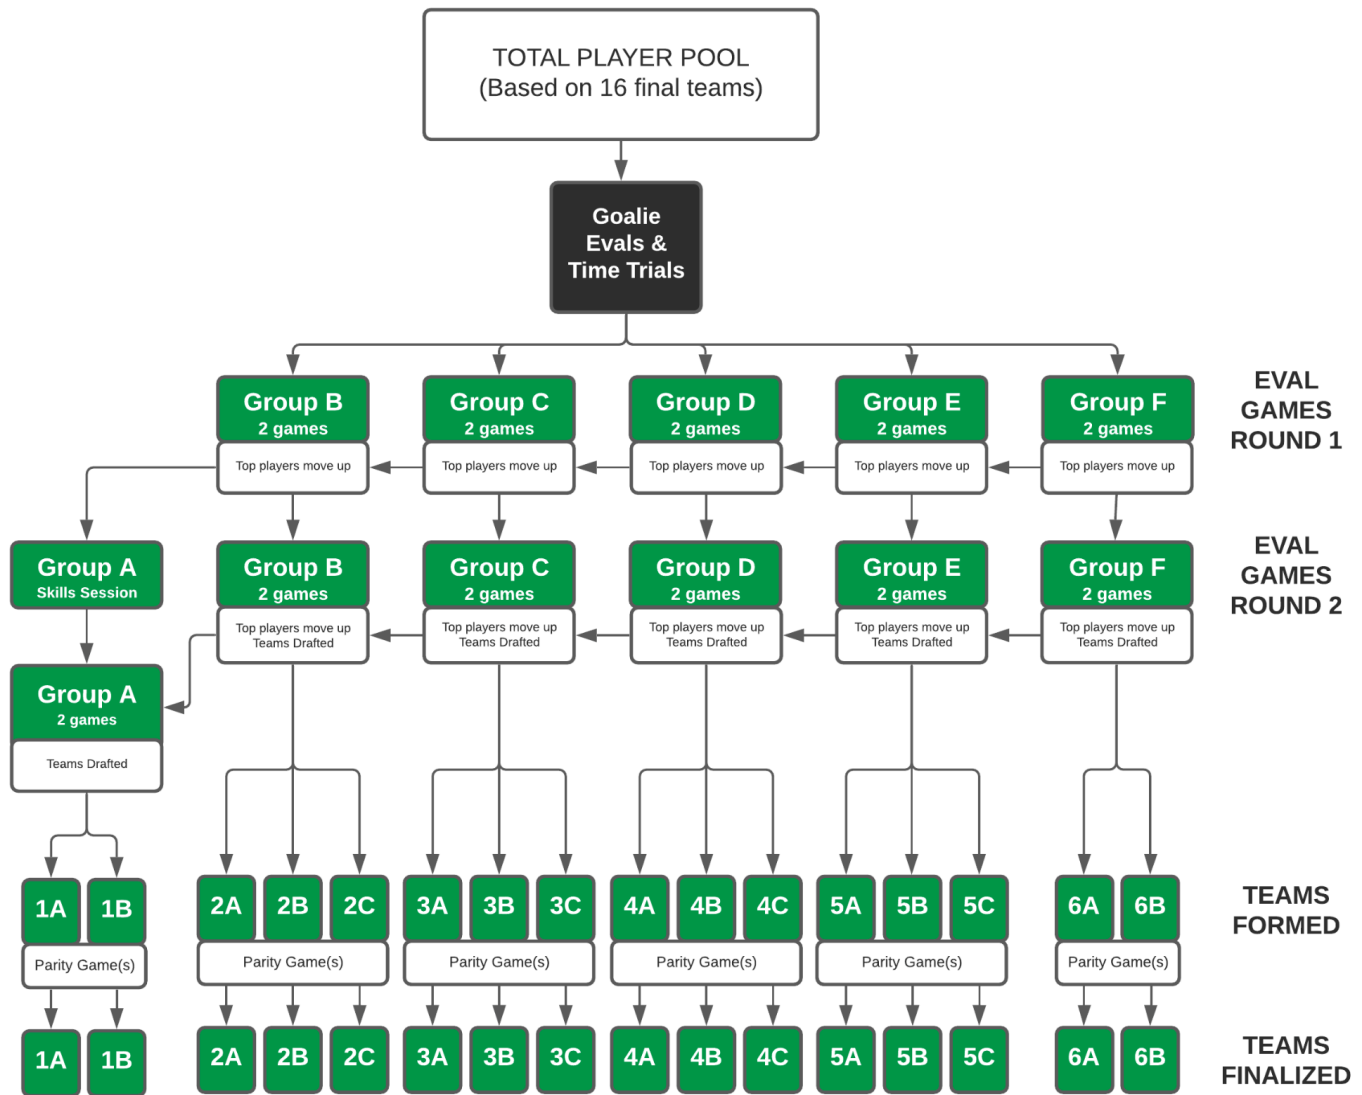 TOTAL PLAYER POOL
(Based on 16 final teams)
Goalie
Evals &
Time Trials
Group B
2 games
Top players move up
Group C
2 games
Top players move up
Group D
2 games
Top players move up
Group E
2 games
Top players move up
Group F
2 games
Top players move up
EVAL
GAMES
ROUND 1
Group A
Skills Session
Group B
2 games
Top players move up
Teams Drafted
Group C
2 games
Top players move up
Teams Drafted
Group D
2 games
Top players move up
Teams Drafted
Group E
2 games
Top players move up
Teams Drafted
Group F
2 games
Top players move up
Teams Drafted
EVAL
GAMES
ROUND 2
Group A
2 games
Teams Drafted
1A 1B
Parity Game(s)
2A 2B 2C
Parity Game(s)
3A 3B 3C
Parity Game(s)
4A 4B 4C
Parity Game(s)
5A 5B 5C
Parity Game(s)
6A 6B
Parity Game(s)
TEAMS
FORMED
1A 1B
2A 2B 2C
3A 3B 3C
4A 4B 4C
5A 5B 5C
6A 6B
TEAMS
FINALIZED